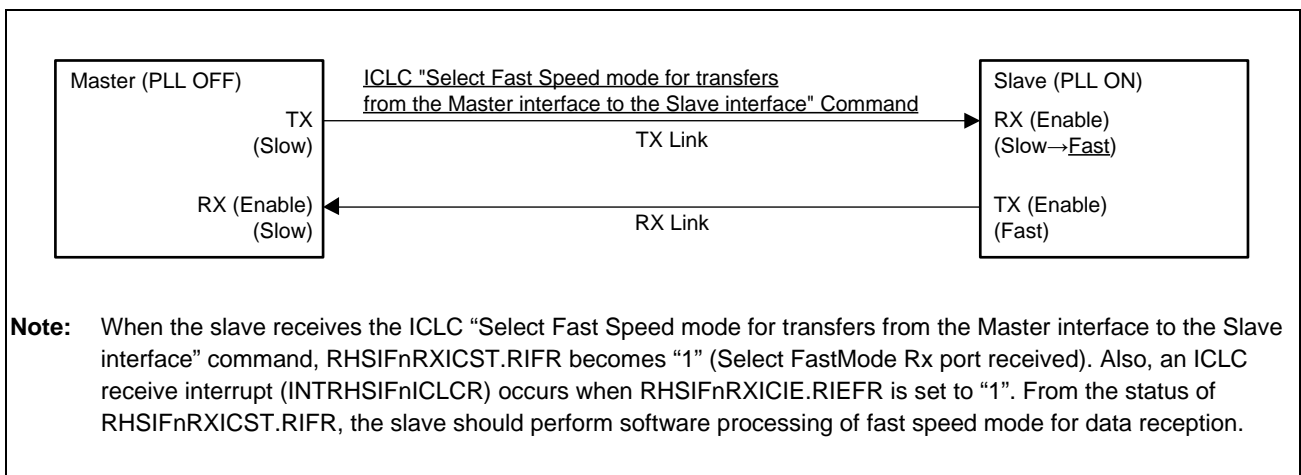 Master (PLL OFF)
TX
(Slow)
RX (Enable)
(Slow)
ICLC "Select Fast Speed mode for transfers
from the Master interface to the Slave interface" Command
TX Link
RX Link
Slave (PLL ON)
RX (Enable)
(Slow→Fast)
TX (Enable)
(Fast)
Note: When the slave receives the ICLC “Select Fast Speed mode for transfers from the Master interface to the Slave
interface” command, RHSIFnRXICST.RIFR becomes “1” (Select FastMode Rx port received). Also, an ICLC
receive interrupt (INTRHSIFnICLCR) occurs when RHSIFnRXICIE.RIEFR is set to “1”. From the status of
RHSIFnRXICST.RIFR, the slave should perform software processing of fast speed mode for data reception.